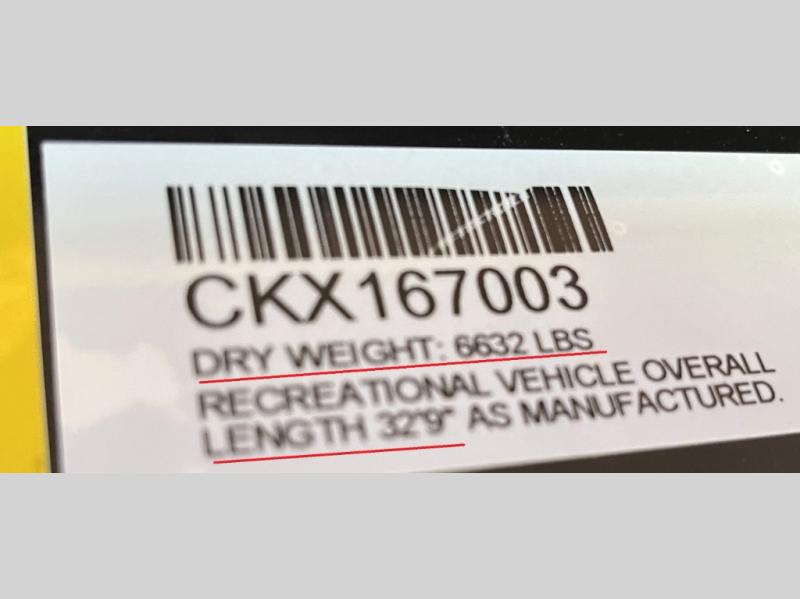 CKX167003
DRY WEIGHT: 6632 LBS
RECREATIONAL VEHICLE OVERALL
LENGTH 32'9" AS MANUFACTURED.